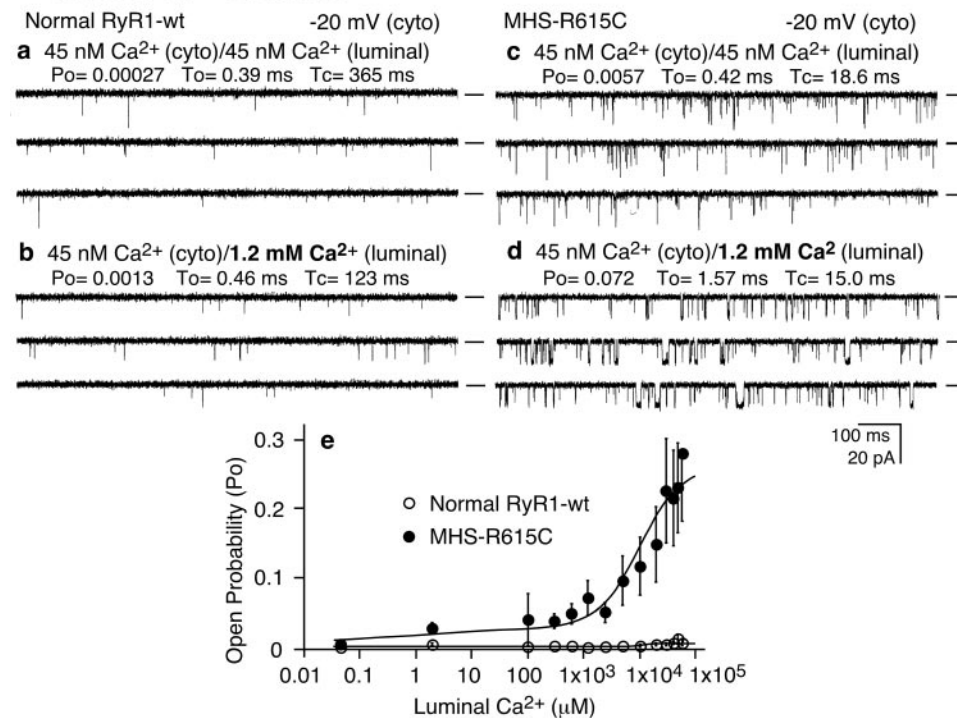 Normal RyR1-wt -20 mV (cyto)
a 45 nM Ca²⁺ (cyto)/45 nM Ca²⁺ (luminal)
Po= 0.00027 To= 0.39 ms Tc= 365 ms
b 45 nM Ca²⁺ (cyto)/1.2 mM Ca²⁺ (luminal)
Po= 0.0013 To= 0.46 ms Tc= 123 ms
MHS-R615C -20 mV (cyto)
c 45 nM Ca²⁺ (cyto)/45 nM Ca²⁺ (luminal)
Po= 0.0057 To= 0.42 ms Tc= 18.6 ms
d 45 nM Ca²⁺ (cyto)/1.2 mM Ca² (luminal)
Po= 0.072 To= 1.57 ms Tc= 15.0 ms
100 ms
20 pA
e
Open Probability (Po)
0.3
0.2
0.1
0
Normal RyR1-wt
MHS-R615C
0.01 0.1 1 10 100 1x10³ 1x10⁴ 1x10⁵
Luminal Ca²⁺ (μM)